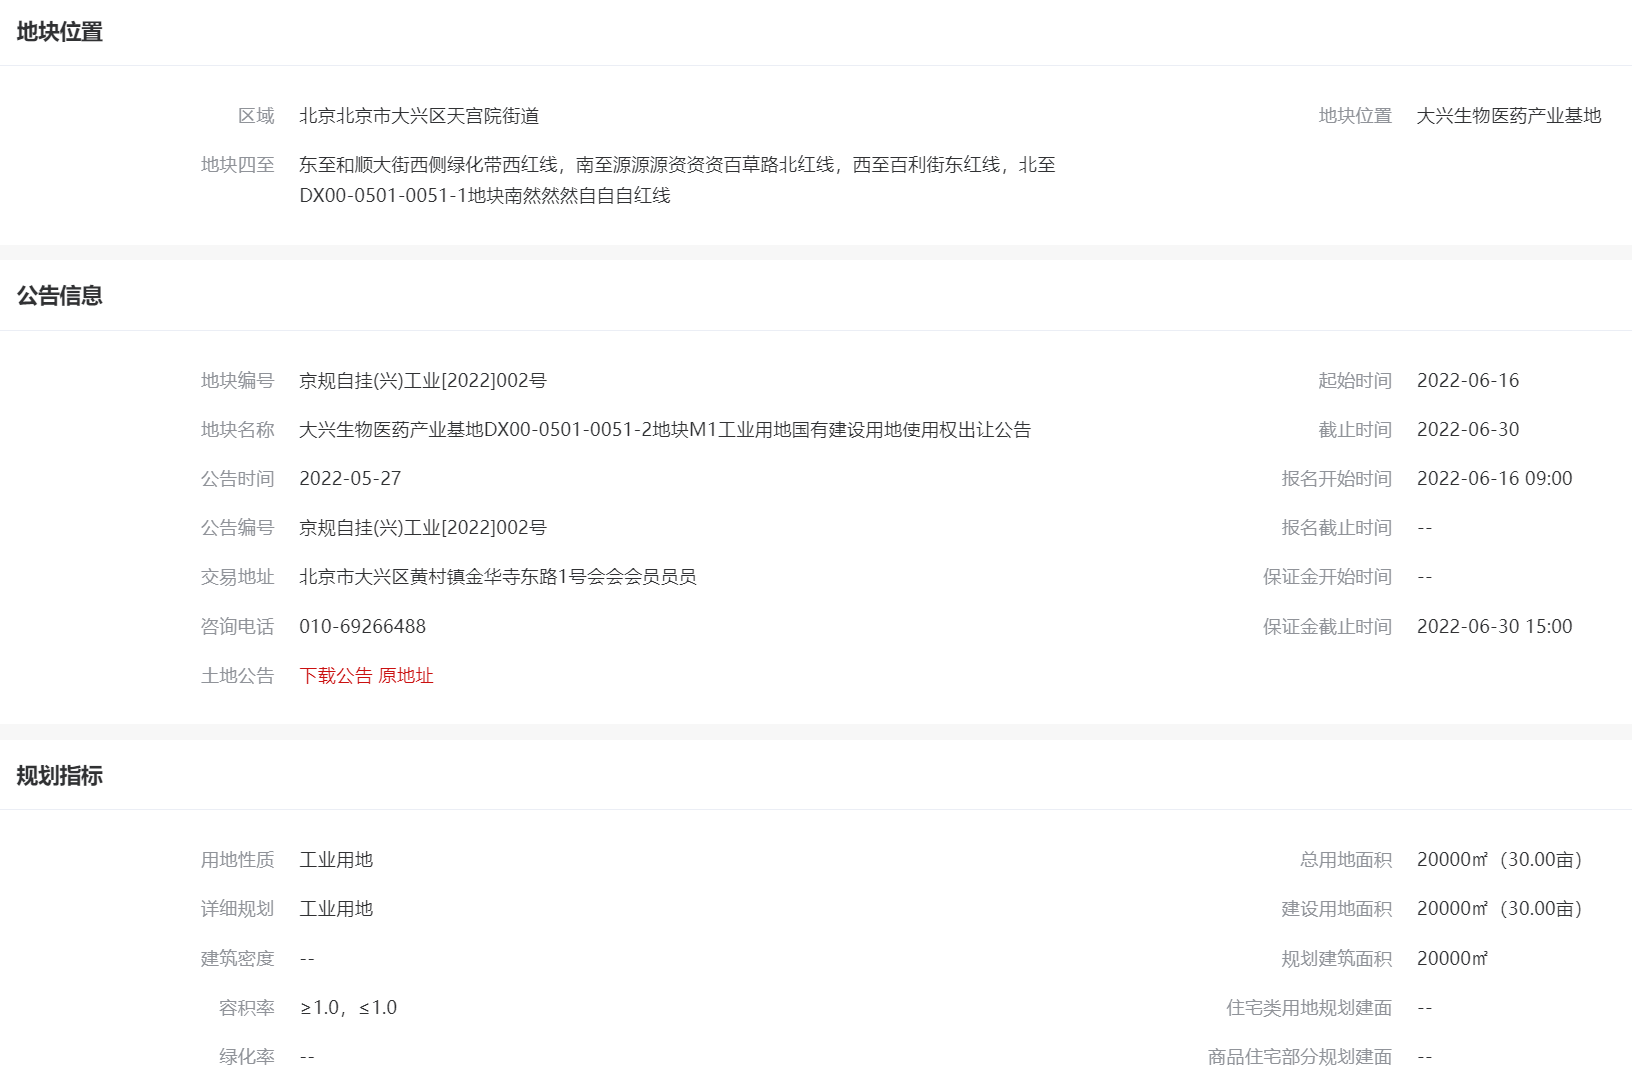 地块位置
区域 北京北京市大兴区天宫院街道 地块位置 大兴生物医药产业基地
地块四至 东至和顺大街西侧绿化带西红线，南至源源源资资资百草路北红线，西至百利街东红线，北至
DX00-0501-0051-1地块南然然然自自自红线
公告信息
地块编号 京规自挂(兴)工业[2022]002号 起始时间 2022-06-16
地块名称 大兴生物医药产业基地DX00-0501-0051-2地块M1工业用地国有建设用地使用权出让公告 截止时间 2022-06-30
公告时间 2022-05-27 报名开始时间 2022-06-16 09:00
公告编号 京规自挂(兴)工业[2022]002号 报名截止时间 --
交易地址 北京市大兴区黄村镇金华寺东路1号会会会员员员 保证金开始时间 --
咨询电话 010-69266488 保证金截止时间 2022-06-30 15:00
土地公告 下载公告 原地址
规划指标
用地性质 工业用地 总用地面积 20000㎡（30.00亩）
详细规划 工业用地 建设用地面积 20000㎡（30.00亩）
建筑密度 -- 规划建筑面积 20000㎡
容积率 ≥1.0，≤1.0 住宅类用地规划建面 --
绿化率 -- 商品住宅部分规划建面 --